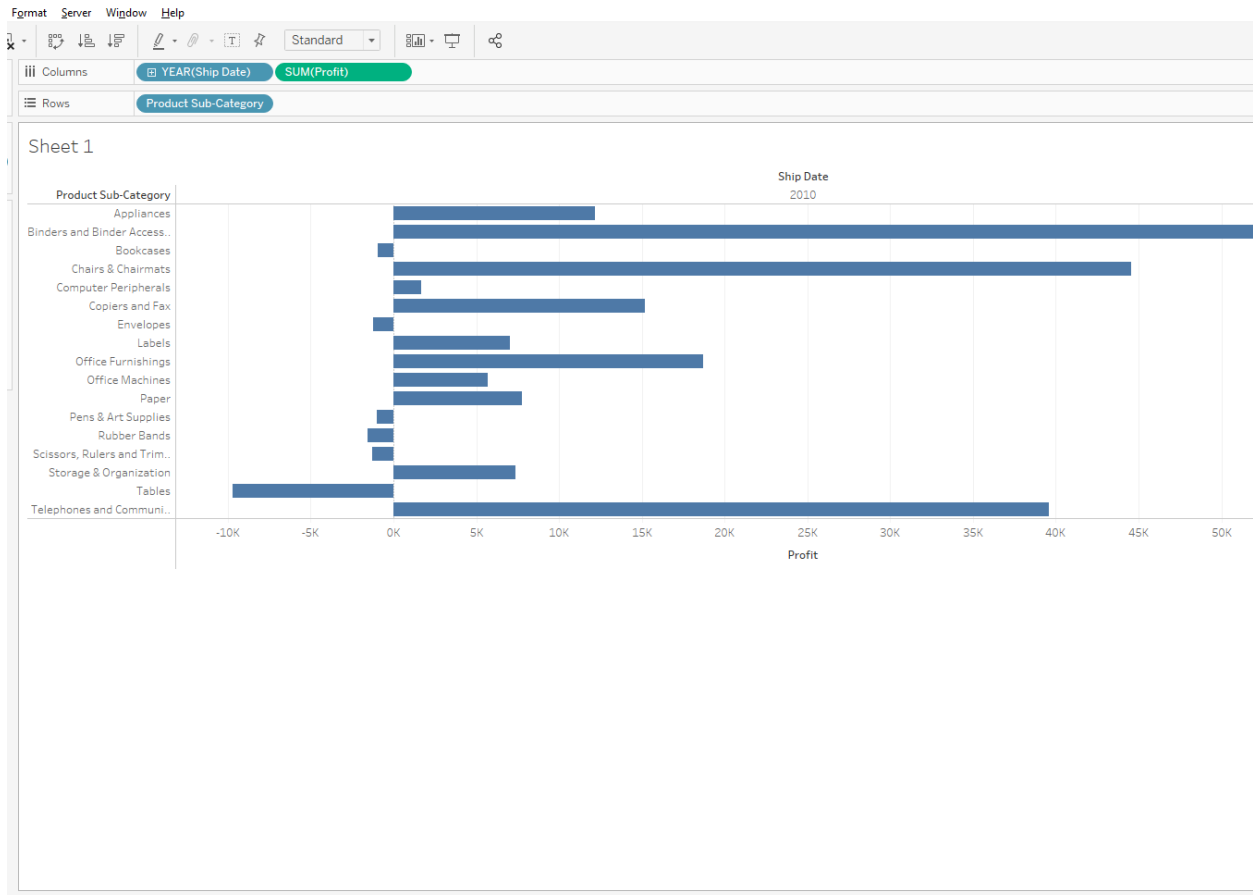 Format Server Window Help
Standard
Columns YEAR(Ship Date) SUM(Profit)
Rows Product Sub-Category
Sheet 1
Ship Date
Product Sub-Category 2010
Appliances
Binders and Binder Access..
Bookcases
Chairs & Chairmats
Computer Peripherals
Copiers and Fax
Envelopes
Labels
Office Furnishings
Office Machines
Paper
Pens & Art Supplies
Rubber Bands
Scissors, Rulers and Trim..
Storage & Organization
Tables
Telephones and Communi..
-10K -5K 0K 5K 10K 15K 20K 25K 30K 35K 40K 45K 50K
Profit